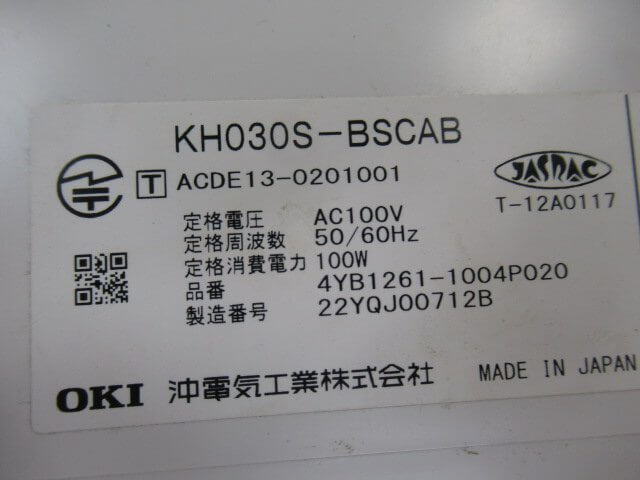 KH030S-BSCAB
T ACDE13-0201001
JASRAC
T-12A0117
定格電圧 AC100V
定格周波数 50/60Hz
定格消費電力 100W
品番 4YB1261-1004P020
製造番号 22YQJ00712B
OKI 沖電気工業株式会社 MADE IN JAPAN